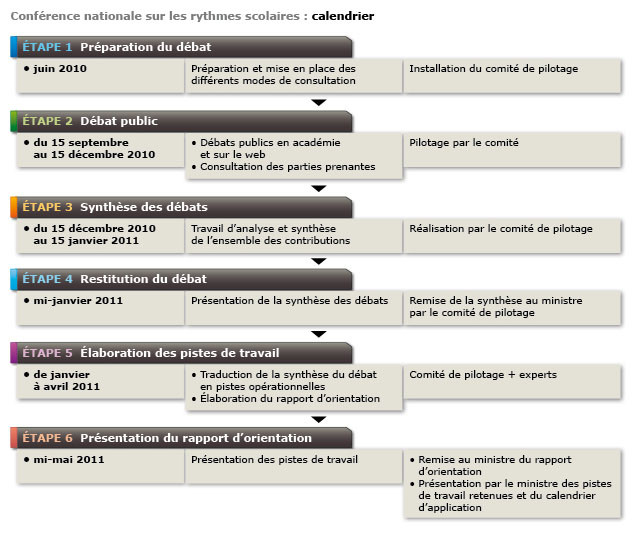 Conférence nationale sur les rythmes scolaires : calendrier
ÉTAPE 1 Préparation du débat
• juin 2010
Préparation et mise en place des
différents modes de consultation
Installation du comité de pilotage
ÉTAPE 2 Débat public
• du 15 septembre
au 15 décembre 2010
• Débats publics en académie
et sur le web
• Consultation des parties prenantes
Pilotage par le comité
ÉTAPE 3 Synthèse des débats
• du 15 décembre 2010
au 15 janvier 2011
Travail d'analyse et synthèse
de l'ensemble des contributions
Réalisation par le comité de pilotage
ÉTAPE 4 Restitution du débat
• mi-janvier 2011
Présentation de la synthèse des débats
Remise de la synthèse au ministre
par le comité de pilotage
ÉTAPE 5 Élaboration des pistes de travail
• de janvier
à avril 2011
• Traduction de la synthèse du débat
en pistes opérationnelles
• Élaboration du rapport d'orientation
Comité de pilotage + experts
ÉTAPE 6 Présentation du rapport d'orientation
• mi-mai 2011
Présentation des pistes de travail
• Remise au ministre du rapport
d'orientation
• Présentation par le ministre des pistes
de travail retenues et du calendrier
d'application